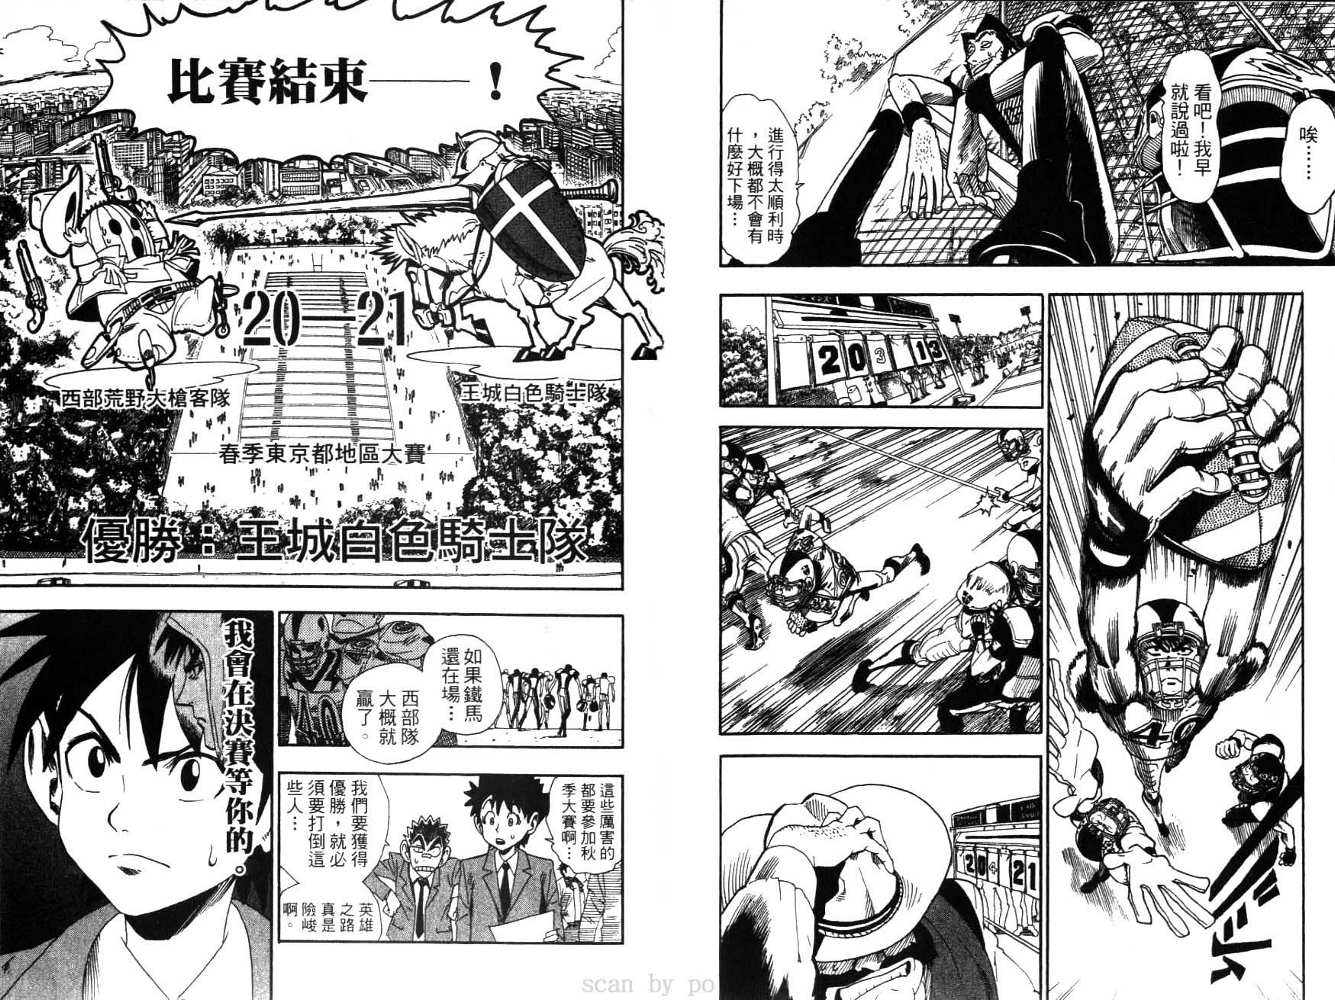 唉……
看吧！我早
就說過啦！
進行得太順利時
，大概都不會有
什麼好下場…
20 3 13
4
20 4 21
比賽結束——！
20—21
西部荒野大槍客隊
王城白色騎士隊
春季東京都地區大賽
優勝：王城白色騎士隊
如果鐵馬
還在場…
西部隊
大概就
贏了。
這些厲害的
都要參加秋
季大賽啊…
我們要獲得
優勝，就必
須要打倒這
些人…
英雄
之路
真是
險峻
啊。
我會在決賽等你的。
scan by po